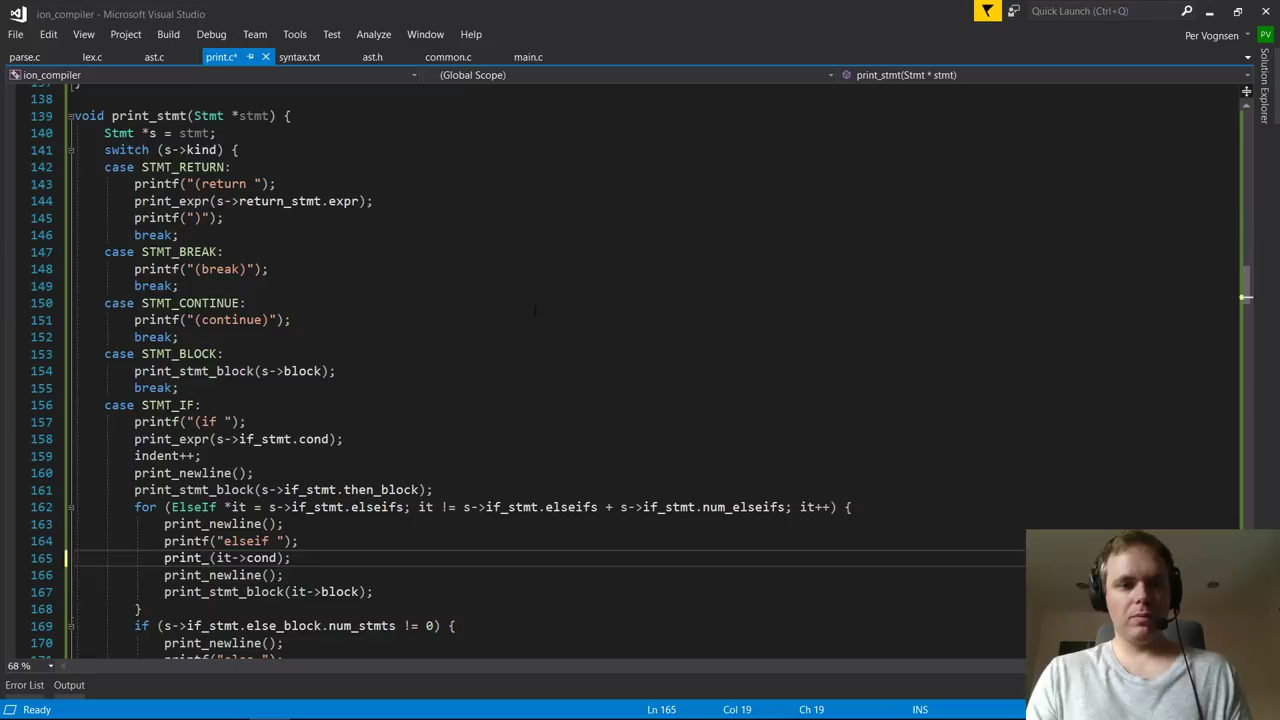 ion_compiler - Microsoft Visual Studio
Quick Launch (Ctrl+Q)
File Edit View Project Build Debug Team Tools Test Analyze Window Help
Per Vognsen PV
parse.c lex.c ast.c print.c* syntax.txt ast.h common.c main.c
Solution Explorer
ion_compiler (Global Scope) print_stmt(Stmt * stmt)
138
139 void print_stmt(Stmt *stmt) {
140 Stmt *s = stmt;
141 switch (s->kind) {
142 case STMT_RETURN:
143 printf("(return ");
144 print_expr(s->return_stmt.expr);
145 printf(")");
146 break;
147 case STMT_BREAK:
148 printf("(break)");
149 break;
150 case STMT_CONTINUE:
151 printf("(continue)");
152 break;
153 case STMT_BLOCK:
154 print_stmt_block(s->block);
155 break;
156 case STMT_IF:
157 printf("(if ");
158 print_expr(s->if_stmt.cond);
159 indent++;
160 print_newline();
161 print_stmt_block(s->if_stmt.then_block);
162 for (ElseIf *it = s->if_stmt.elseifs; it != s->if_stmt.elseifs + s->if_stmt.num_elseifs; it++) {
163 print_newline();
164 printf("elseif ");
165 print_(it->cond);
166 print_newline();
167 print_stmt_block(it->block);
168 }
169 if (s->if_stmt.else_block.num_stmts != 0) {
170 print_newline();
68 %
Error List Output
Ready Ln 165 Col 19 Ch 19 INS